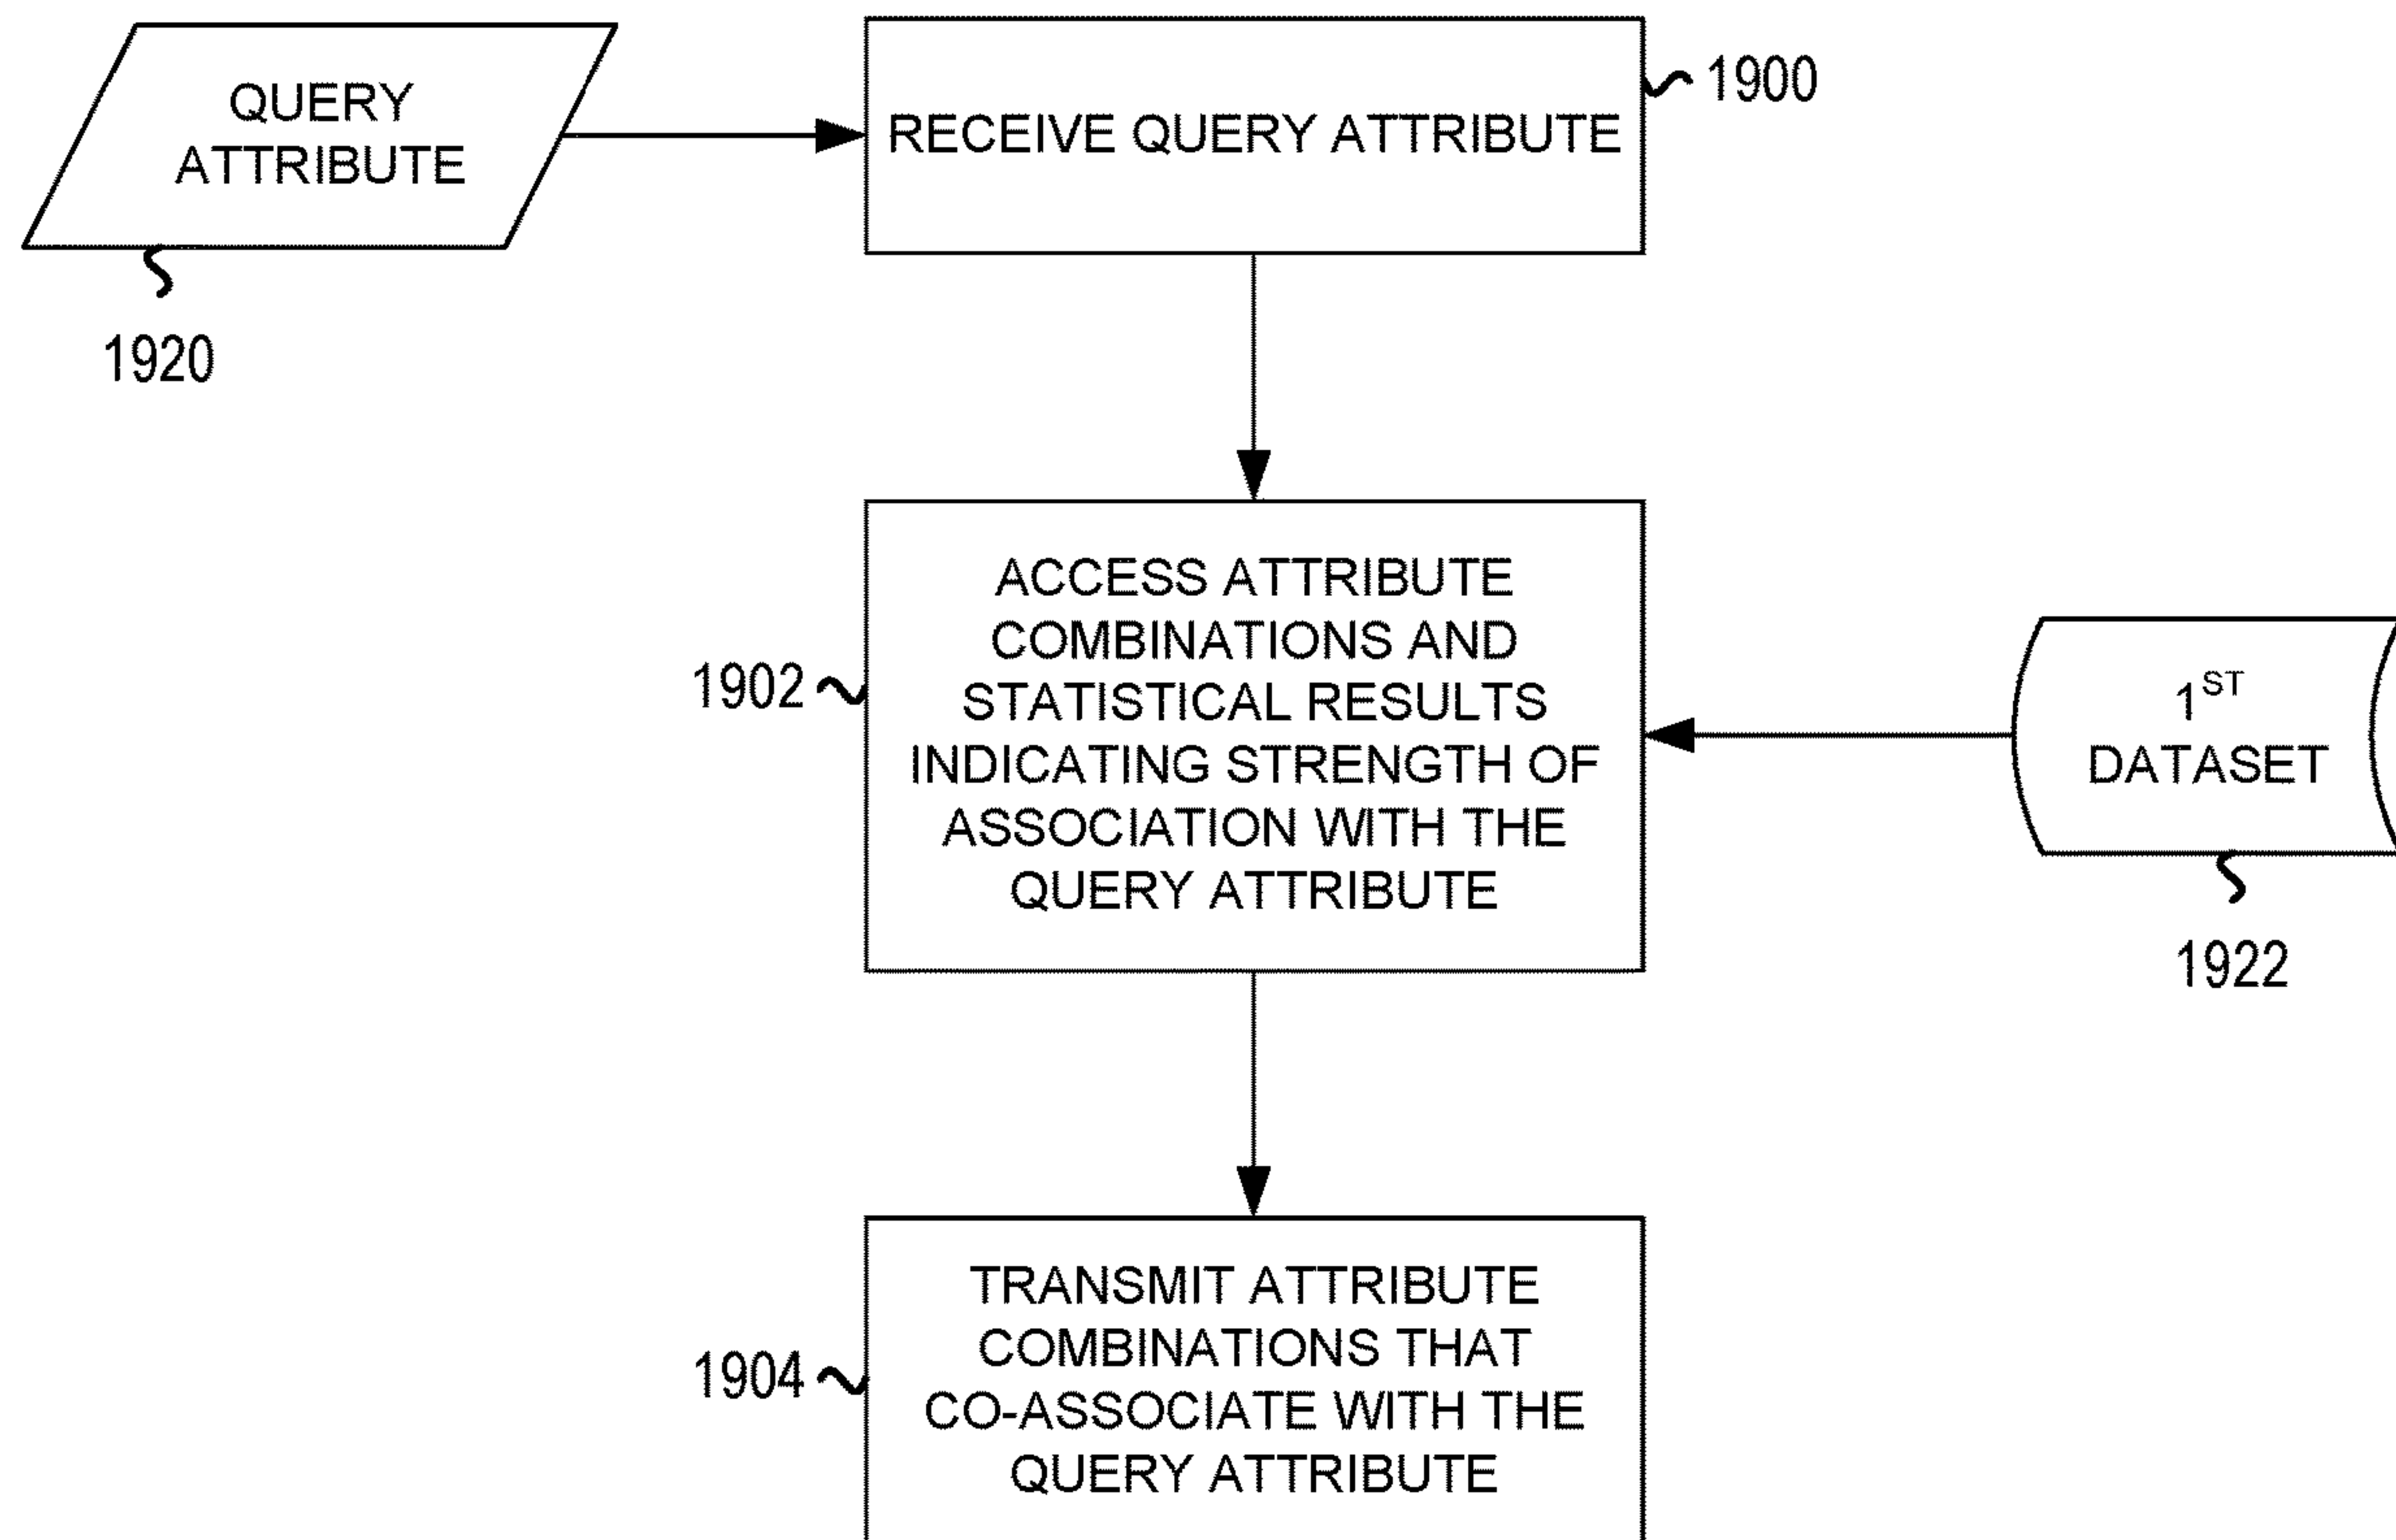 QUERY
ATTRIBUTE
1920
RECEIVE QUERY ATTRIBUTE
1900
ACCESS ATTRIBUTE
COMBINATIONS AND
STATISTICAL RESULTS
INDICATING STRENGTH OF
ASSOCIATION WITH THE
QUERY ATTRIBUTE
1902
1ST
DATASET
1922
TRANSMIT ATTRIBUTE
COMBINATIONS THAT
CO-ASSOCIATE WITH THE
QUERY ATTRIBUTE
1904